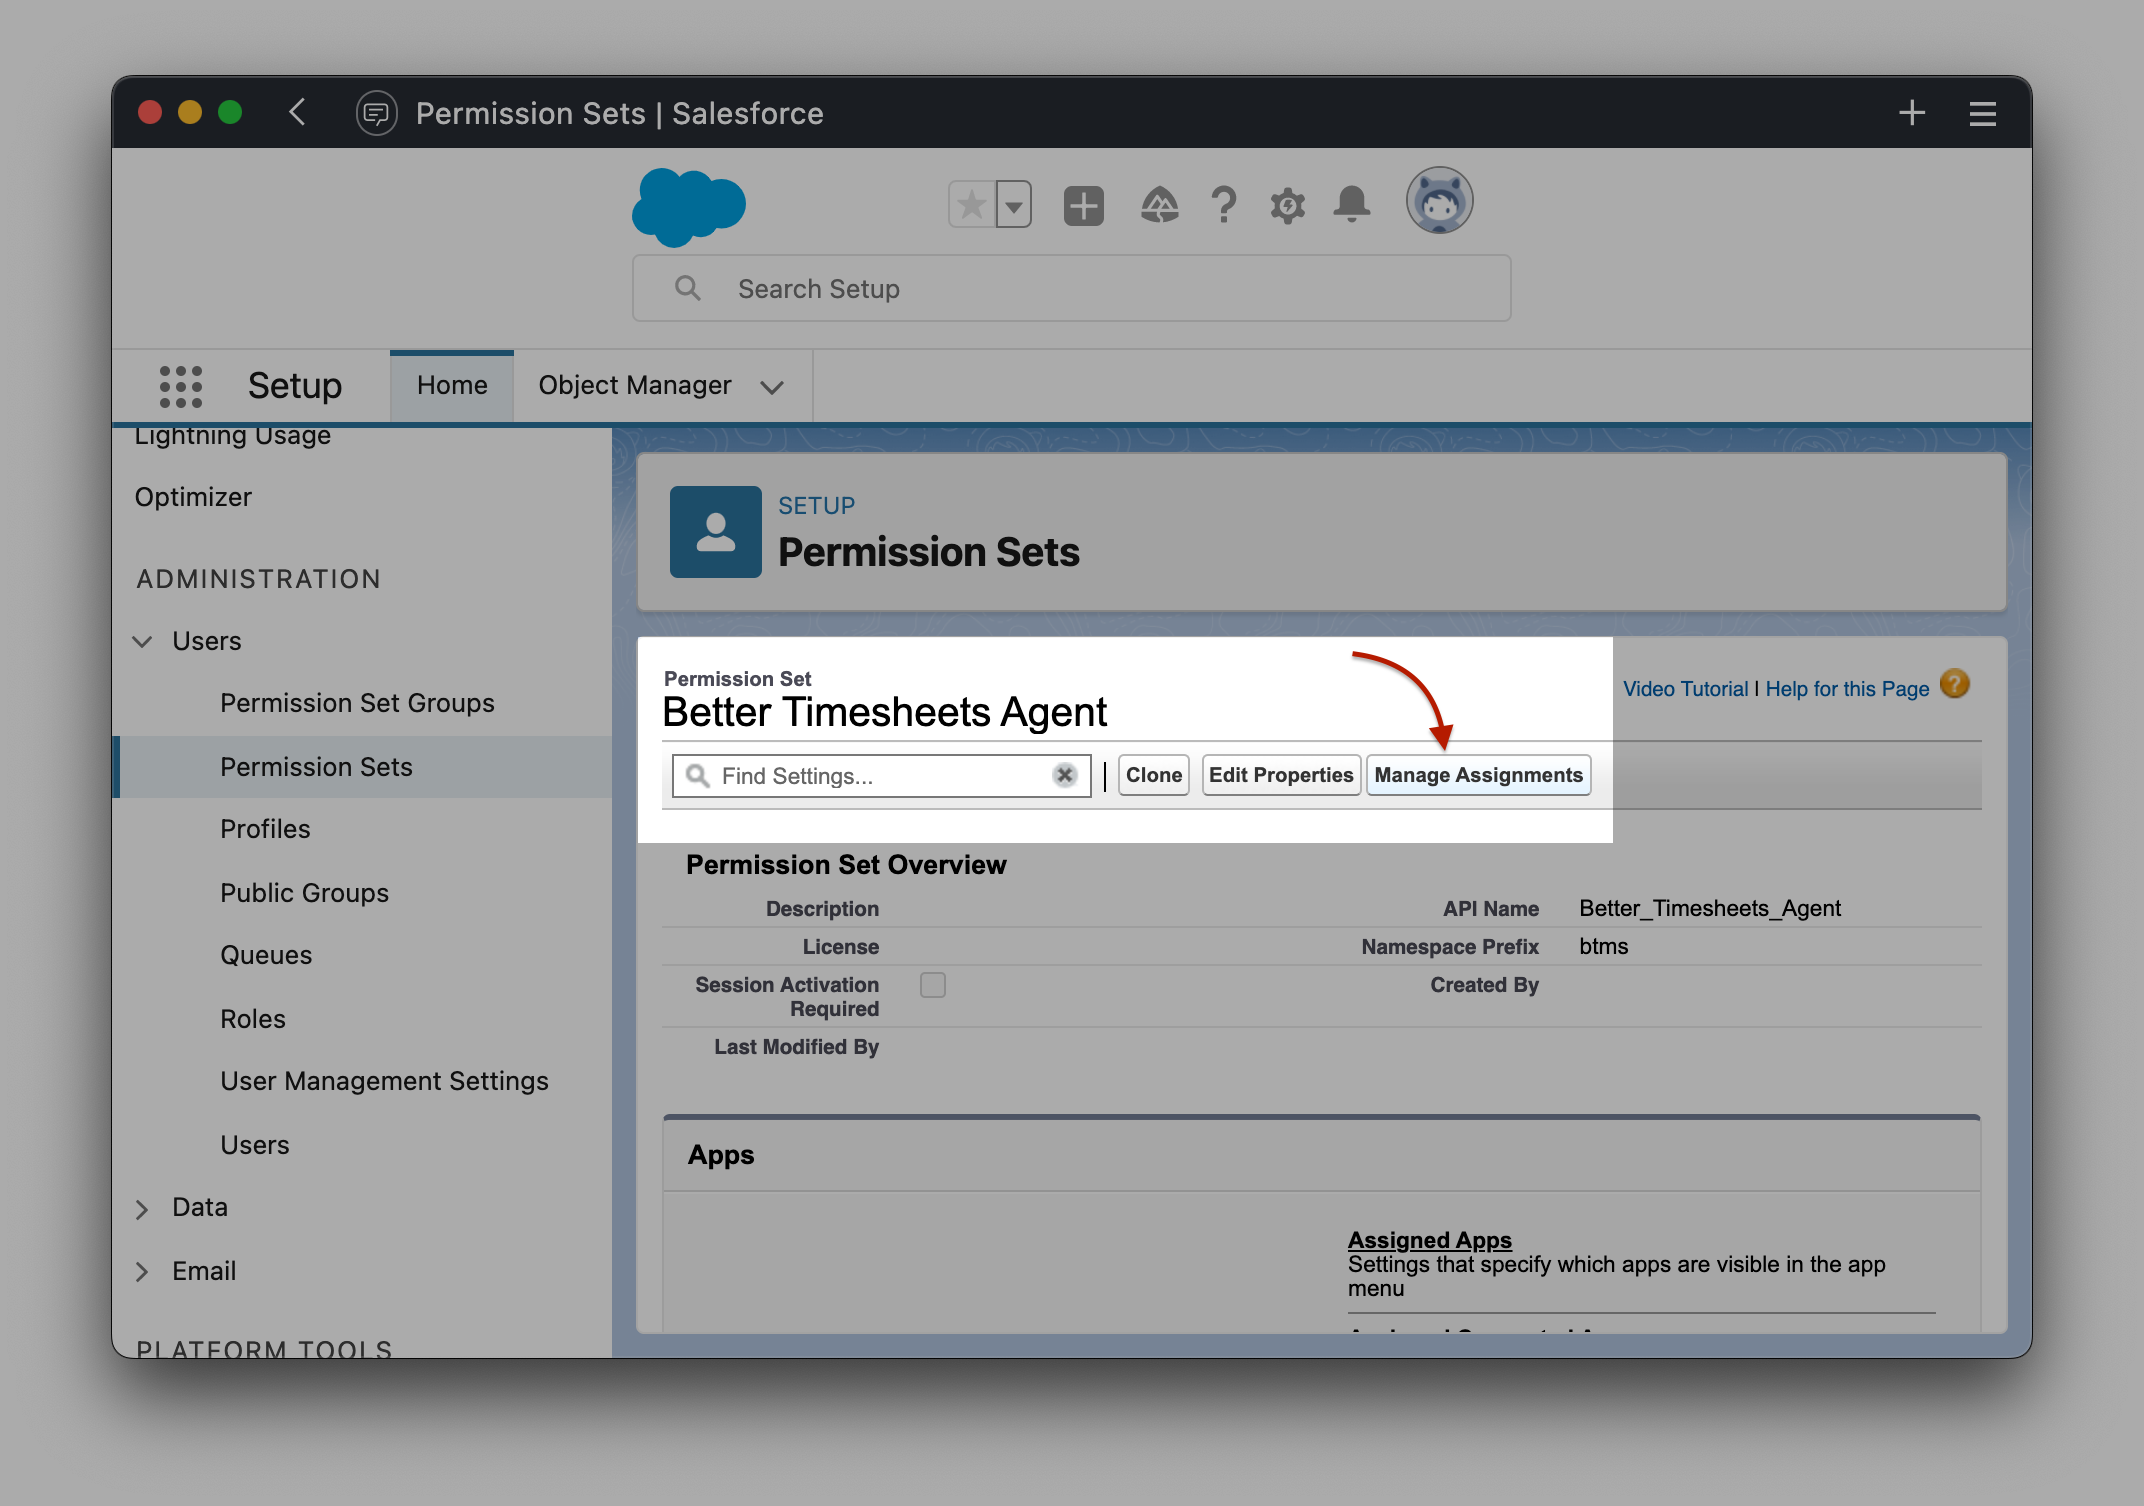 Permission Sets | Salesforce
Search Setup
Setup
Home
Object Manager
Lightning Usage
Optimizer
ADMINISTRATION
Users
Permission Set Groups
Permission Sets
Profiles
Public Groups
Queues
Roles
User Management Settings
Users
Data
Email
PLATFORM TOOLS
SETUP
Permission Sets
Permission Set
Better Timesheets Agent
Video Tutorial | Help for this Page ?
Find Settings... | Clone Edit Properties Manage Assignments
Permission Set Overview
Description
API Name Better_Timesheets_Agent
License
Namespace Prefix btms
Session Activation
Required
Created By
Last Modified By
Apps
Assigned Apps
Settings that specify which apps are visible in the app
menu